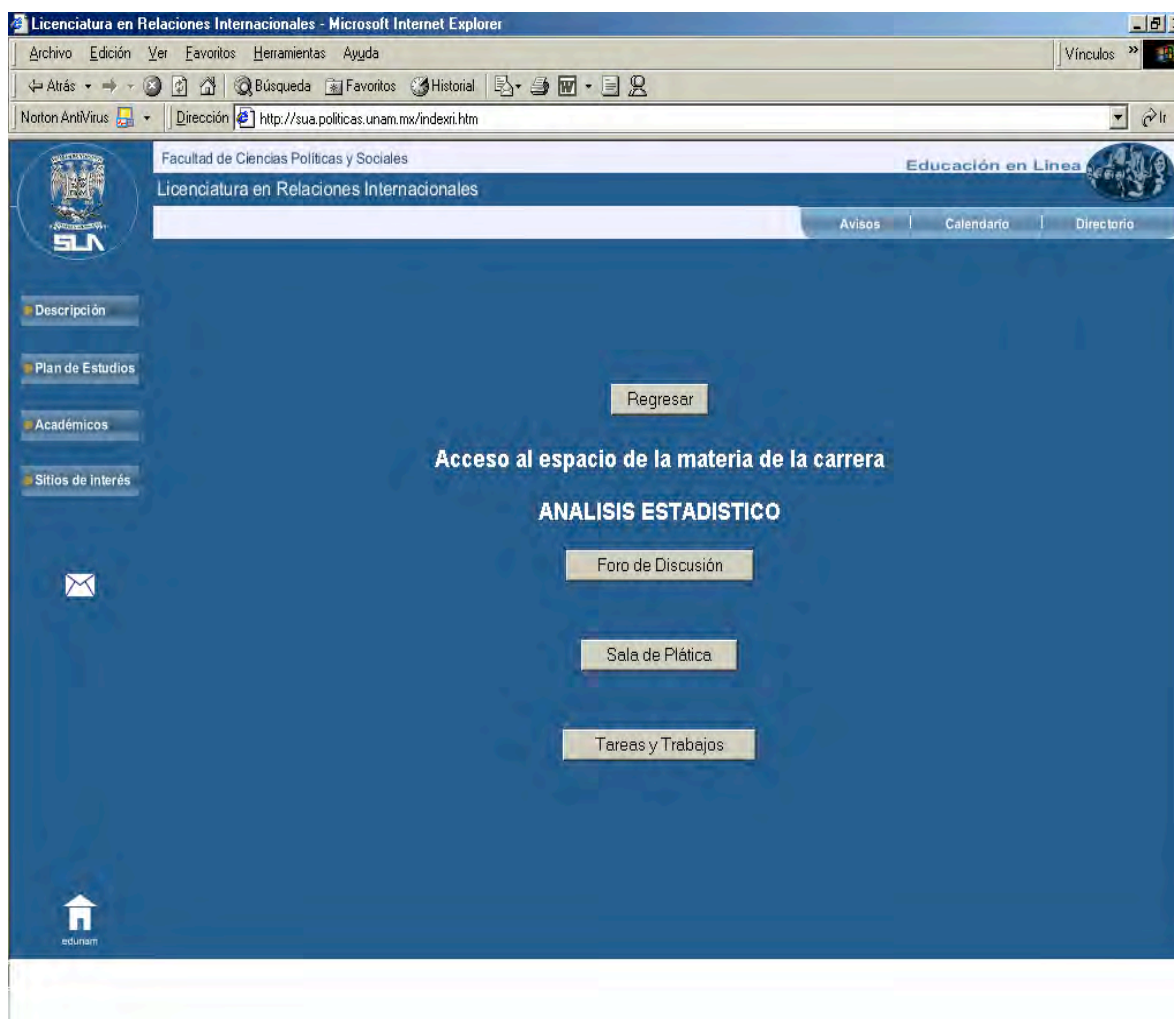 Licenciatura en Relaciones Internacionales - Microsoft Internet Explorer
Archivo Edición Ver Favoritos Herramientas Ayuda Vínculos »
Atrás Búsqueda Favoritos Historial
Norton AntiVirus Dirección http://sua.politicas.unam.mx/indexri.htm Ir
Facultad de Ciencias Políticas y Sociales
Educación en Línea
Licenciatura en Relaciones Internacionales
Avisos | Calendario | Directorio
SUA
Descripción
Plan de Estudios
Académicos
Sitios de interés
Regresar
Acceso al espacio de la materia de la carrera
ANALISIS ESTADISTICO
Foro de Discusión
Sala de Plática
Tareas y Trabajos
edunam